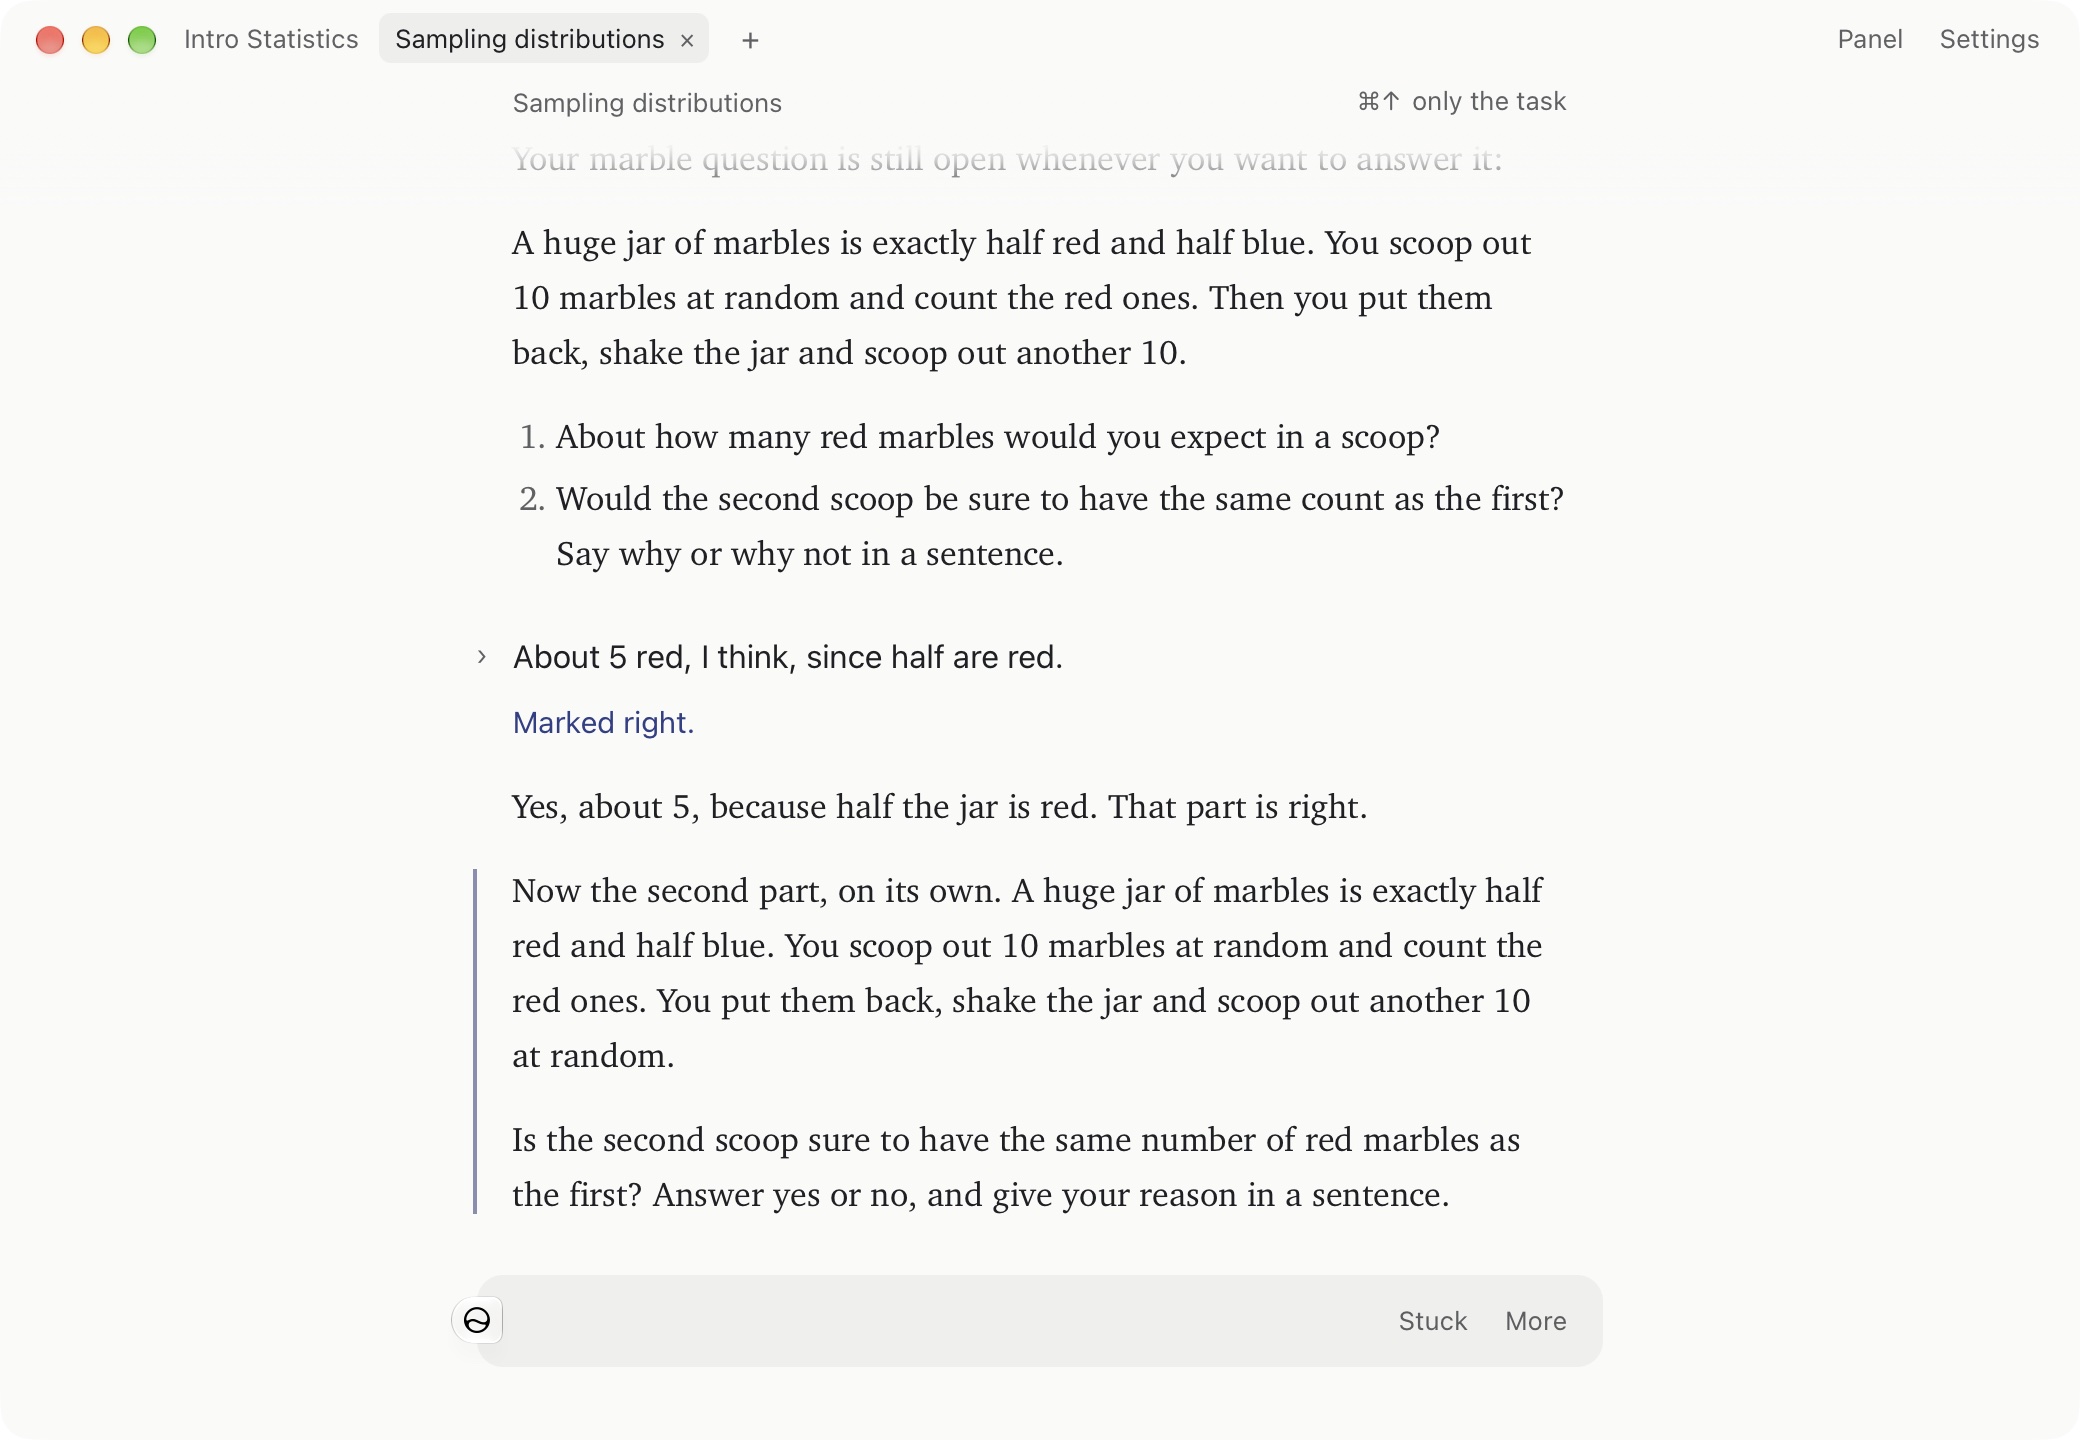 Intro Statistics
Sampling distributions ×
+
Panel
Settings
Sampling distributions
⌘↑ only the task
Your marble question is still open whenever you want to answer it:
A huge jar of marbles is exactly half red and half blue. You scoop out
10 marbles at random and count the red ones. Then you put them
back, shake the jar and scoop out another 10.
1. About how many red marbles would you expect in a scoop?
2. Would the second scoop be sure to have the same count as the first?
Say why or why not in a sentence.
› About 5 red, I think, since half are red.
Marked right.
Yes, about 5, because half the jar is red. That part is right.
Now the second part, on its own. A huge jar of marbles is exactly half
red and half blue. You scoop out 10 marbles at random and count the
red ones. You put them back, shake the jar and scoop out another 10
at random.
Is the second scoop sure to have the same number of red marbles as
the first? Answer yes or no, and give your reason in a sentence.
Stuck
More